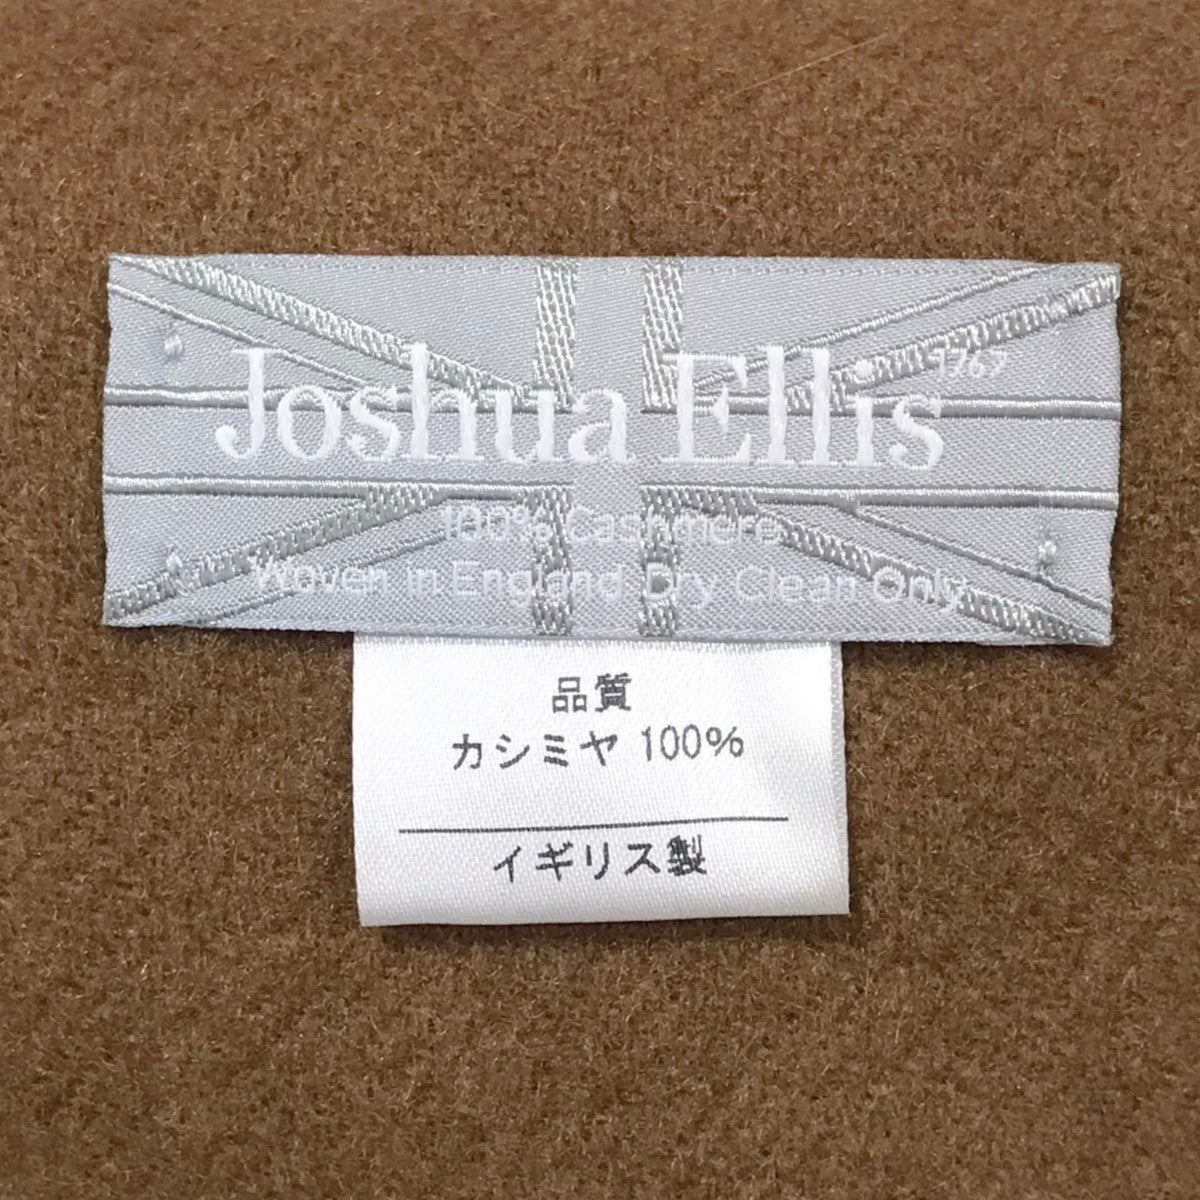 Joshua Ellis 1767
100% Cashmere
Woven in England Dry Clean Only
品質
カシミヤ 100%
イギリス製